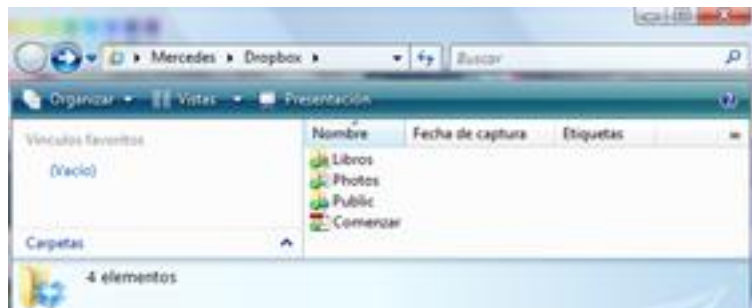 Mercedes Dropbox Buscar
Organizar Vistas Presentación
Vínculos favoritos
(Vacío)
Carpetas
Nombre Fecha de captura Etiquetas
Libros
Photos
Public
Comenzar
4 elementos